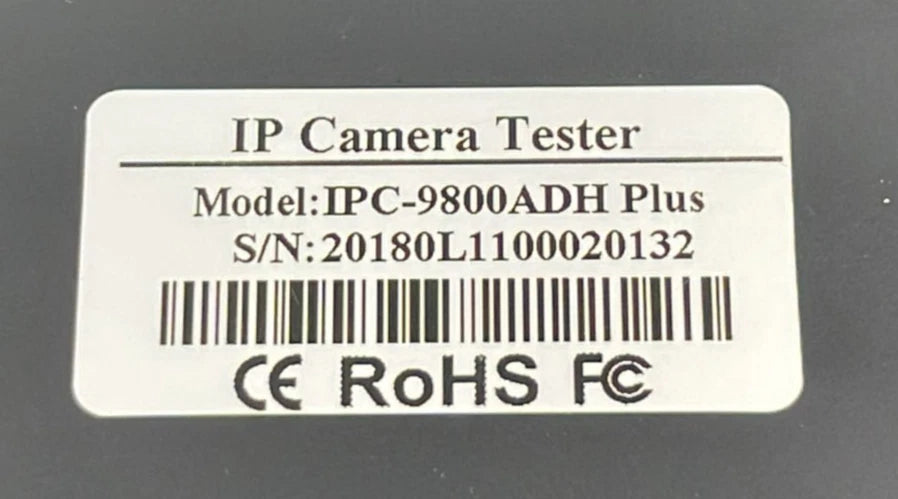 IP Camera Tester
Model:IPC-9800ADH Plus
S/N:20180L1100020132
CE RoHS FC